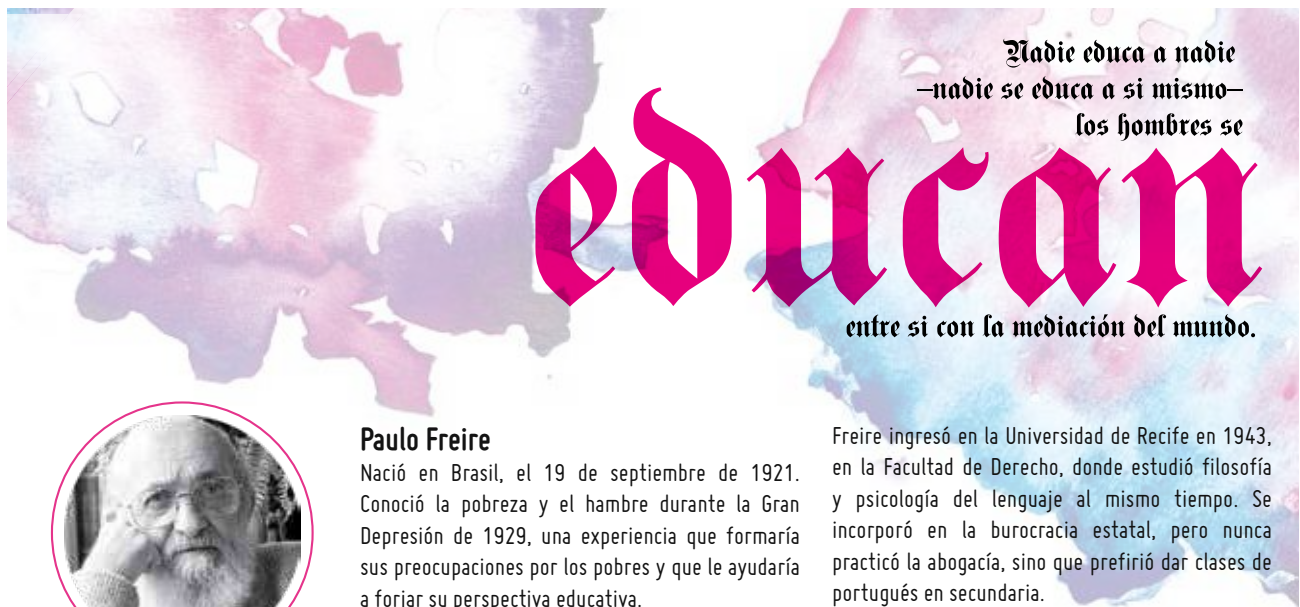 Nadie educa a nadie
—nadie se educa a si mismo—
los hombres se
educan
entre si con la mediación del mundo.
Paulo Freire
Nació en Brasil, el 19 de septiembre de 1921.
Conoció la pobreza y el hambre durante la Gran
Depresión de 1929, una experiencia que formaría
sus preocupaciones por los pobres y que le ayudaría
a forjar su perspectiva educativa.
Freire ingresó en la Universidad de Recife en 1943,
en la Facultad de Derecho, donde estudió filosofía
y psicología del lenguaje al mismo tiempo. Se
incorporó en la burocracia estatal, pero nunca
practicó la abogacía, sino que prefirió dar clases de
portugués en secundaria.